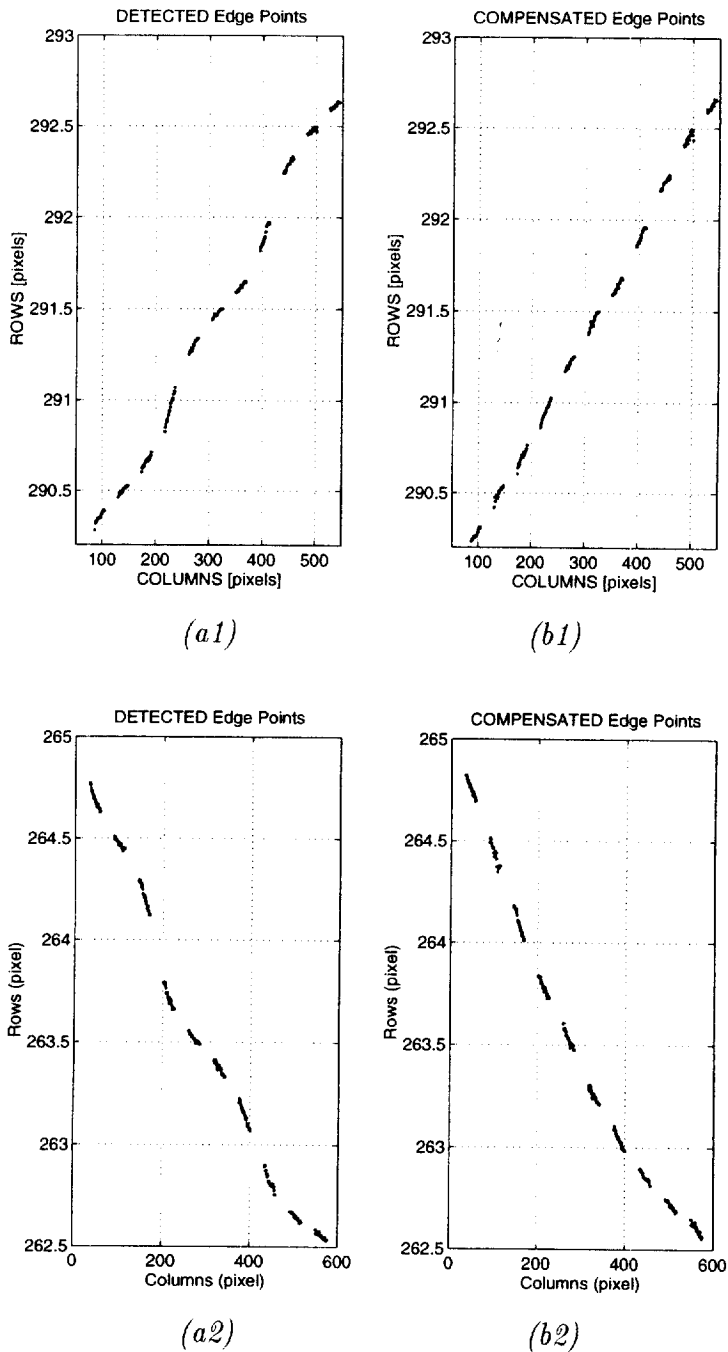 DETECTED Edge Points
293
292.5
292
291.5
291
290.5
ROWS [pixels]
100 200 300 400 500
COLUMNS [pixels]
(a1)
COMPENSATED Edge Points
293
292.5
292
291.5
291
290.5
ROWS [pixels]
100 200 300 400 500
COLUMNS [pixels]
(b1)
DETECTED Edge Points
265
264.5
264
263.5
263
262.5
Rows (pixel)
0 200 400 600
Columns (pixel)
(a2)
COMPENSATED Edge Points
265
264.5
264
263.5
263
262.5
Rows (pixel)
0 200 400 600
Columns (pixel)
(b2)